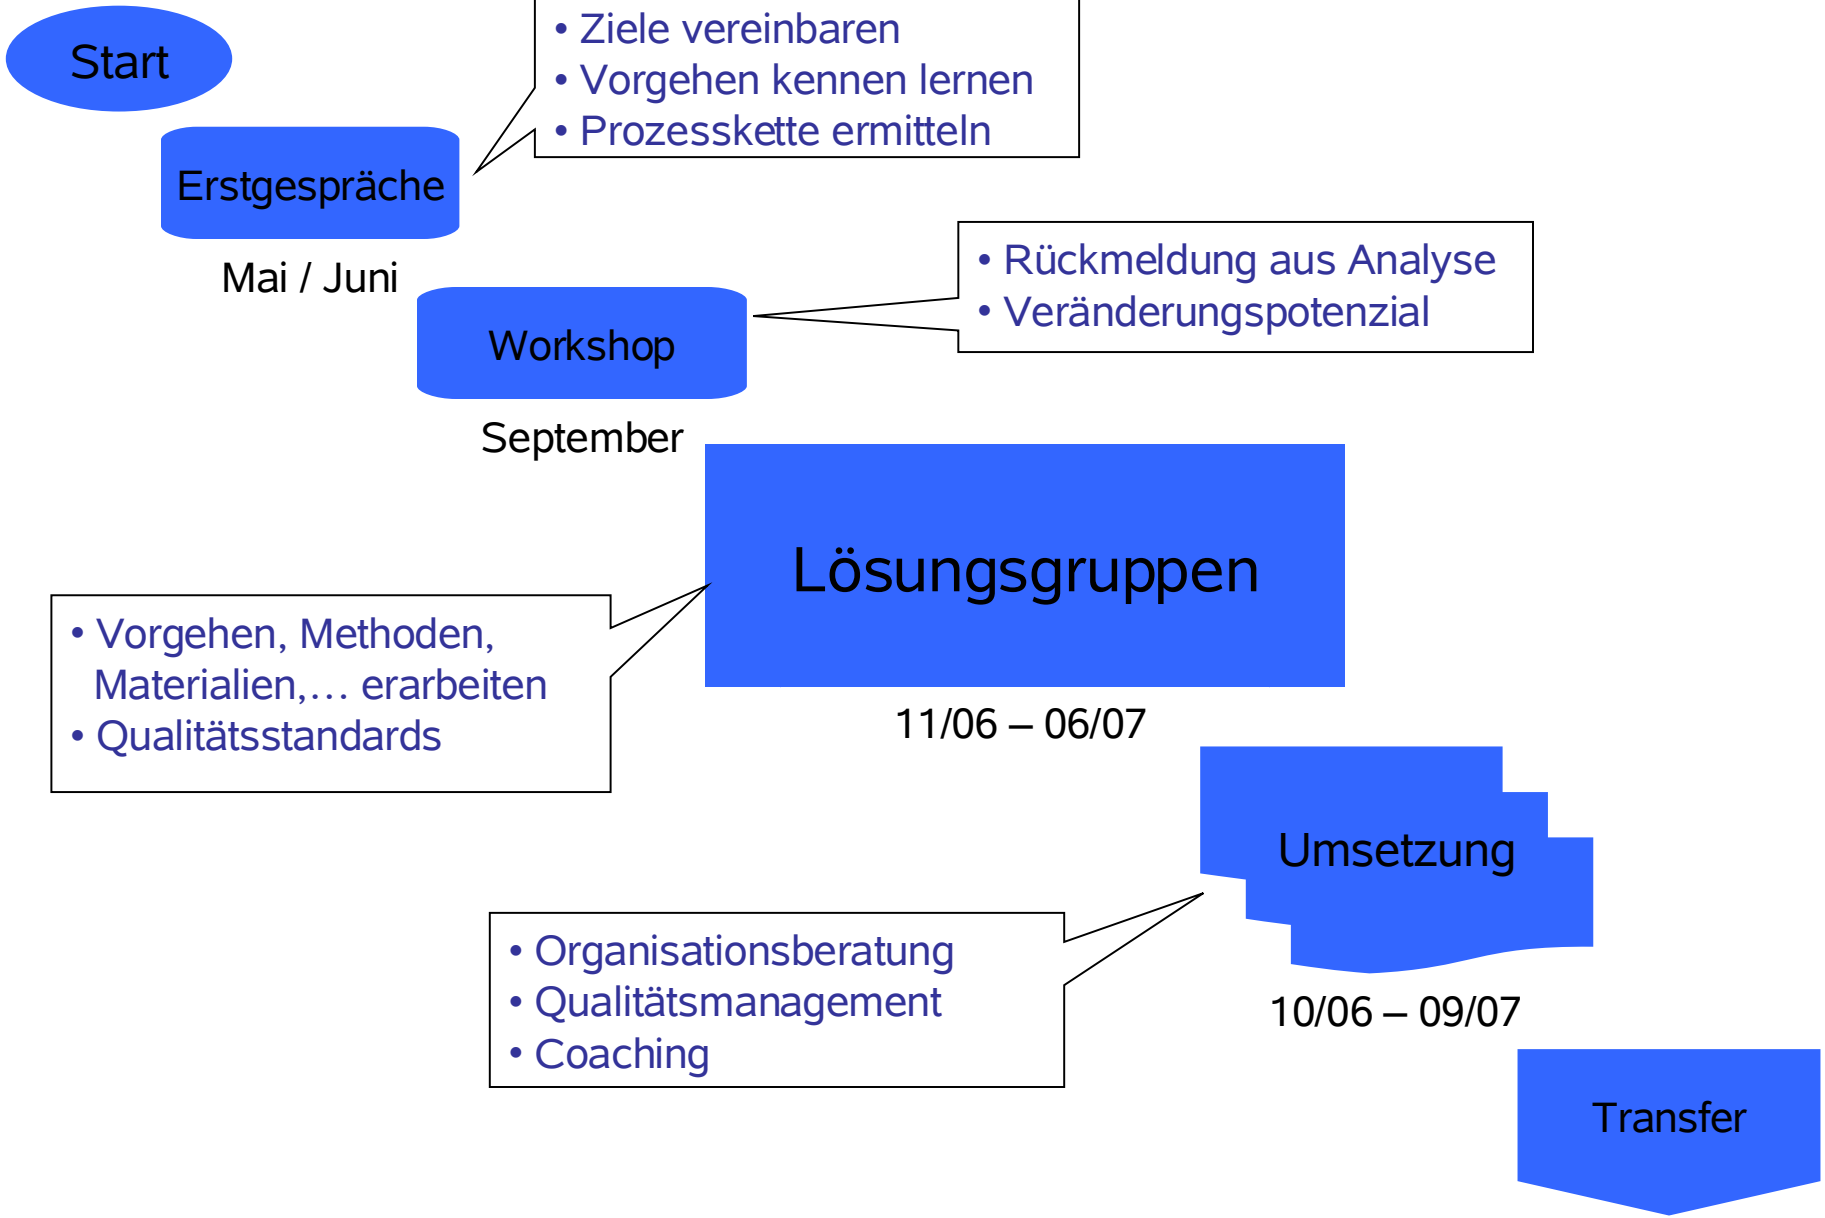 Start
• Ziele vereinbaren
• Vorgehen kennen lernen
• Prozesskette ermitteln
Erstgespräche
Mai / Juni
• Rückmeldung aus Analyse
• Veränderungspotenzial
Workshop
September
Lösungsgruppen
11/06 – 06/07
• Vorgehen, Methoden,
Materialien,… erarbeiten
• Qualitätsstandards
Umsetzung
10/06 – 09/07
• Organisationsberatung
• Qualitätsmanagement
• Coaching
Transfer